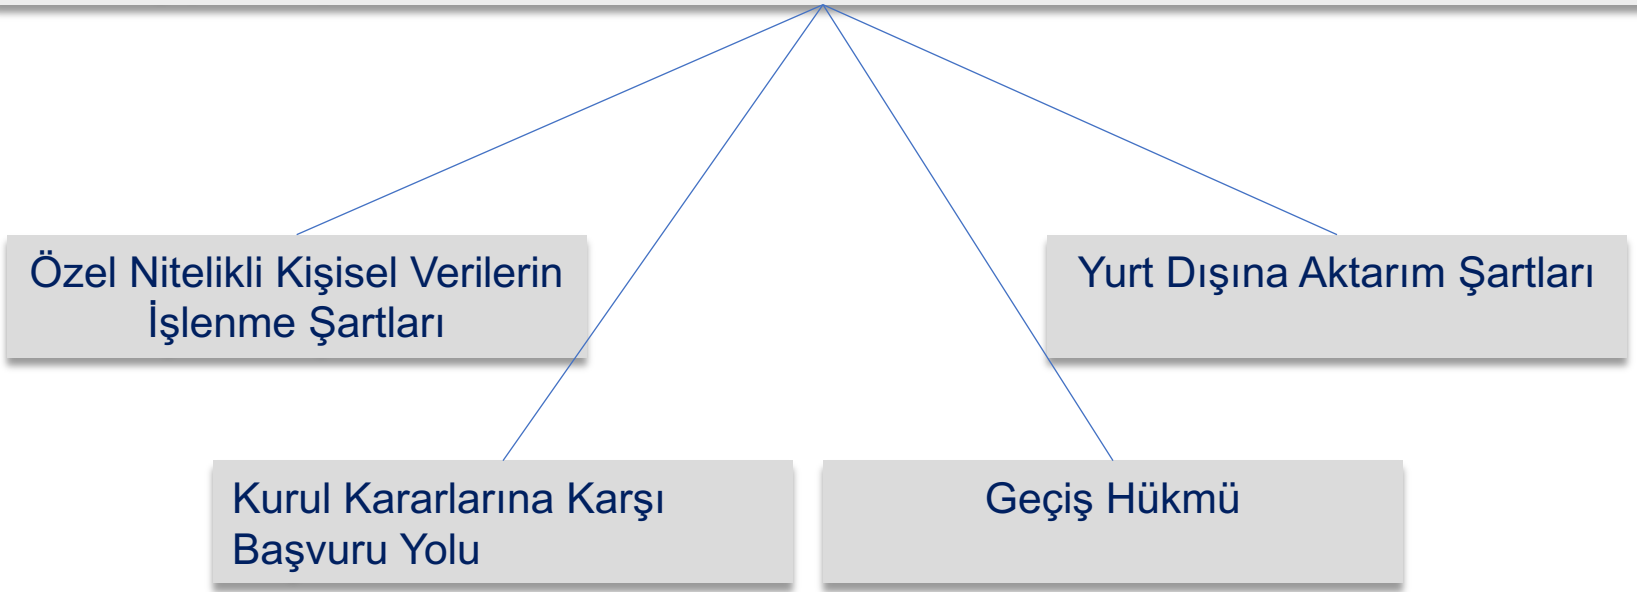 Özel Nitelikli Kişisel Verilerin
İşlenme Şartları
Yurt Dışına Aktarım Şartları
Kurul Kararlarına Karşı
Başvuru Yolu
Geçiş Hükmü